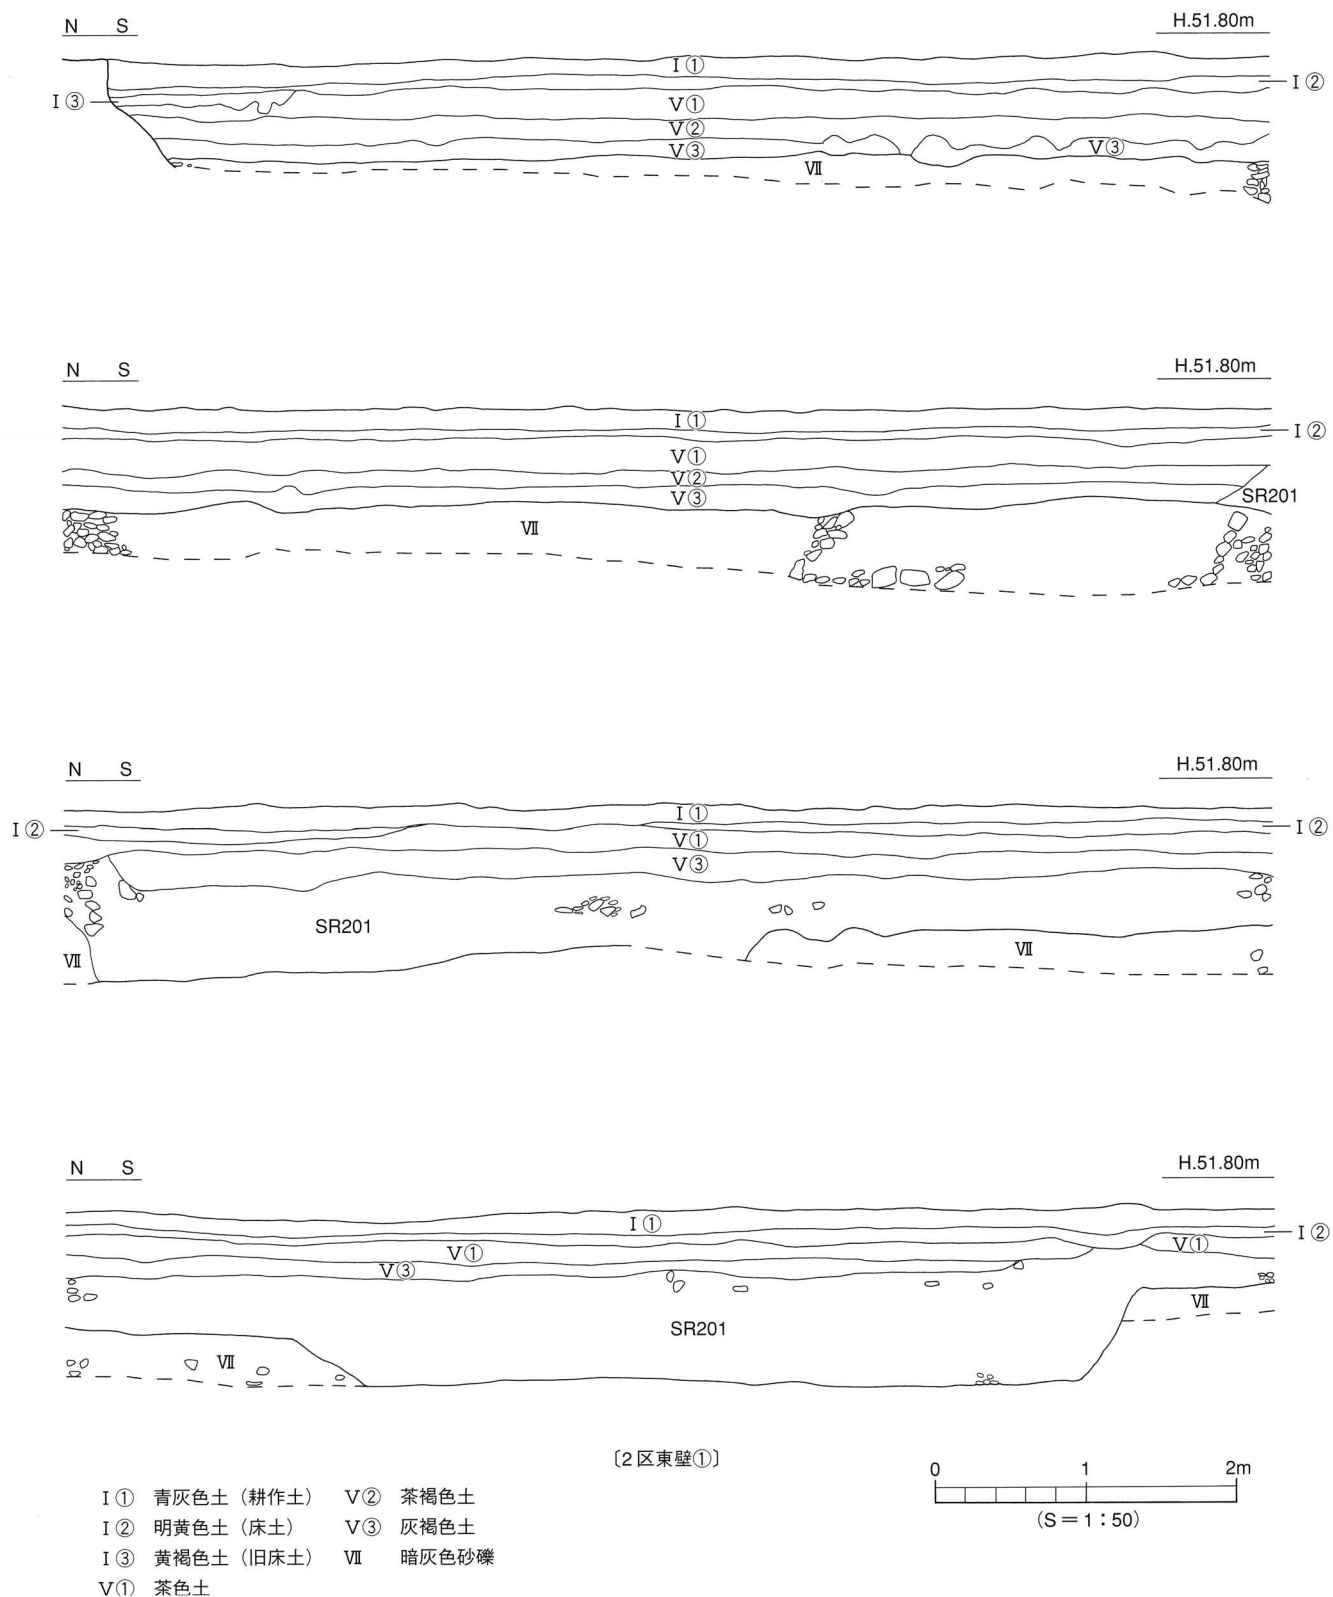 N S
H.51.80m
Ⅰ①
Ⅰ②
Ⅰ③
Ⅴ①
Ⅴ②
Ⅴ③
Ⅴ③
Ⅶ
N S
H.51.80m
Ⅰ①
Ⅰ②
Ⅴ①
Ⅴ②
Ⅴ③
SR201
Ⅶ
N S
H.51.80m
Ⅰ①
Ⅰ②
Ⅰ②
Ⅴ①
Ⅴ③
SR201
Ⅶ
Ⅶ
N S
H.51.80m
Ⅰ①
Ⅰ②
Ⅴ①
Ⅴ①
Ⅴ③
Ⅶ
SR201
Ⅶ
〔2区東壁①〕
Ⅰ① 青灰色土（耕作土）
Ⅰ② 明黄色土（床土）
Ⅰ③ 黄褐色土（旧床土）
Ⅴ① 茶色土
Ⅴ② 茶褐色土
Ⅴ③ 灰褐色土
Ⅶ 暗灰色砂礫
0 1 2m
(S＝1：50)